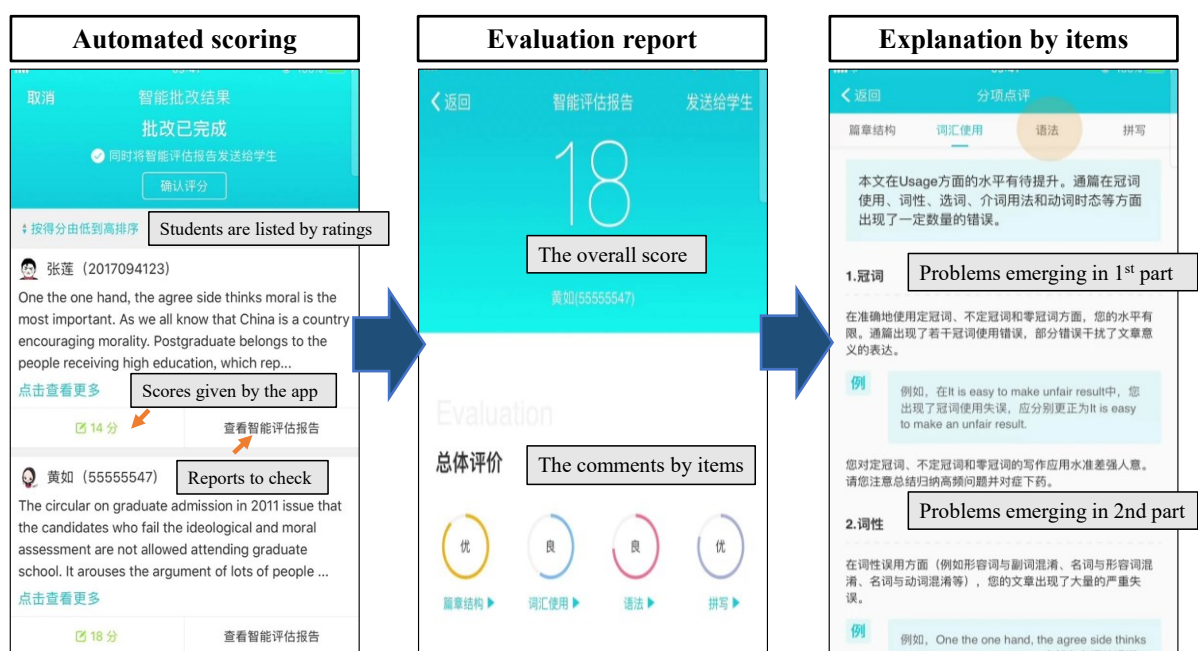 Automated scoring
取消
智能批改结果
批改已完成
同时将智能评估报告发送给学生
确认评分
按得分由低到高排序
Students are listed by ratings
张莲（2017094123）
One the one hand, the agree side thinks moral is the
most important. As we all know that China is a country
encouraging morality. Postgraduate belongs to the
people receiving high education, which rep...
点击查看更多
Scores given by the app
14 分
查看智能评估报告
黄如（55555547）
Reports to check
The circular on graduate admission in 2011 issue that
the candidates who fail the ideological and moral
assessment are not allowed attending graduate
school. It arouses the argument of lots of people ...
点击查看更多
18 分
查看智能评估报告
Evaluation report
返回
智能评估报告
发送给学生
18
The overall score
黄如(55555547)
Evaluation
总体评价
The comments by items
优
良
良
优
篇章结构
词汇使用
语法
拼写
Explanation by items
返回
分项点评
篇章结构
词汇使用
语法
拼写
本文在Usage方面的水平有待提升。通篇在冠词
使用、词性、选词、介词用法和动词时态等方面
出现了一定数量的错误。
1.冠词
Problems emerging in 1st part
在准确地使用定冠词、不定冠词和零冠词方面，您的水平有
限。通篇出现了若干冠词使用错误，部分错误干扰了文章意
义的表达。
例
例如，在It is easy to make unfair result中，您
出现了冠词使用失误，应分别更正为It is easy
to make an unfair result.
您对定冠词、不定冠词和零冠词的写作应用水准差强人意。
请您注意总结归纳高频问题并对症下药。
Problems emerging in 2nd part
2.词性
在词性误用方面（例如形容词与副词混淆、名词与形容词混
淆、名词与动词混淆等），您的文章出现了大量的严重失
误。
例
例如，One the one hand, the agree side thinks